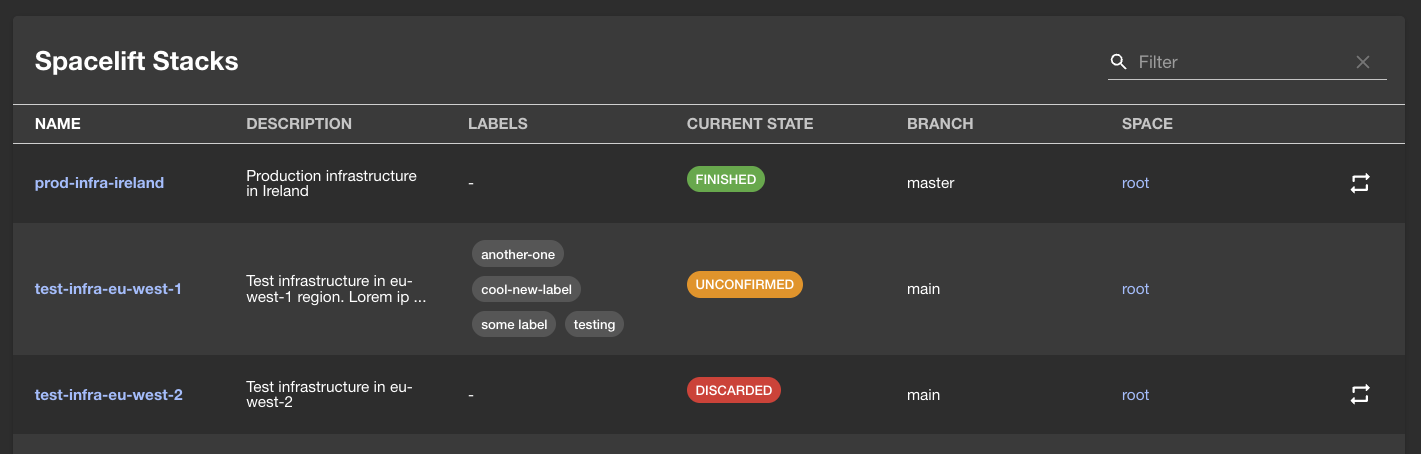 Spacelift Stacks
Filter
NAME DESCRIPTION LABELS CURRENT STATE BRANCH SPACE
prod-infra-ireland
Production infrastructure
in Ireland
-
FINISHED
master
root
test-infra-eu-west-1
Test infrastructure in eu-
west-1 region. Lorem ip ...
another-one
cool-new-label
some label testing
UNCONFIRMED
main
root
test-infra-eu-west-2
Test infrastructure in eu-
west-2
-
DISCARDED
main
root